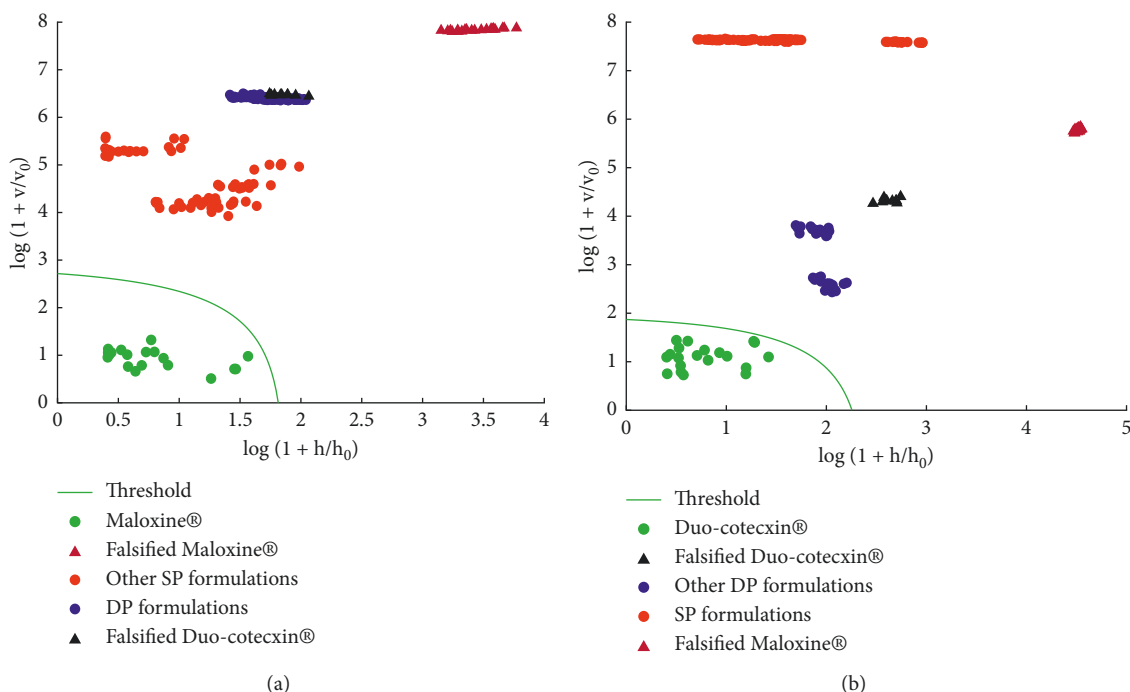 8
7
6
5
4
3
2
1
0
log (1 + v/v0)
0 0.5 1 1.5 2 2.5 3 3.5 4
log (1 + h/h0)
Threshold
Maloxine®
Falsified Maloxine®
Other SP formulations
DP formulations
Falsified Duo-cotecxin®
(a)
8
7
6
5
4
3
2
1
0
log (1 + v/v0)
0 1 2 3 4 5
log (1 + h/h0)
Threshold
Duo-cotecxin®
Falsified Duo-cotecxin®
Other DP formulations
SP formulations
Falsified Maloxine®
(b)